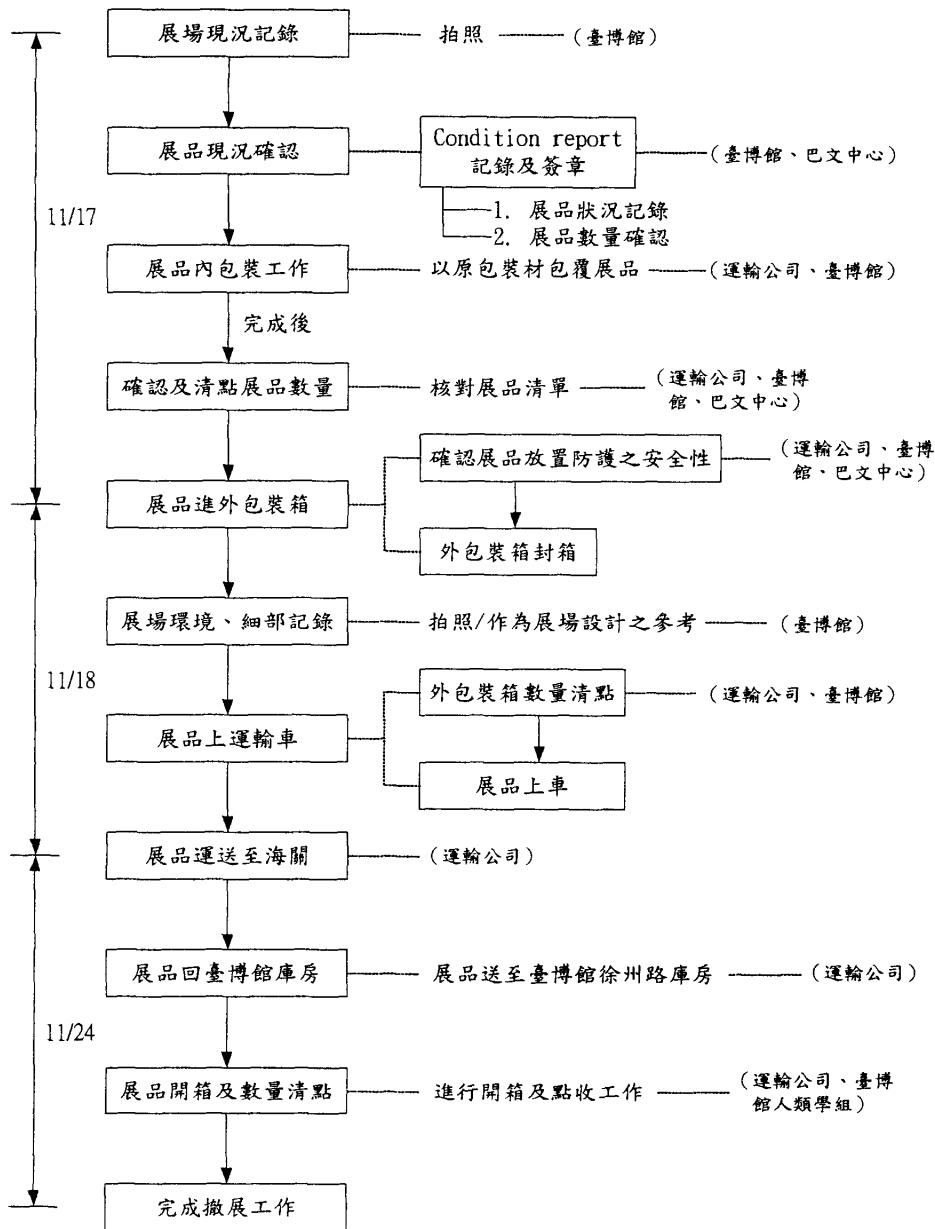 展場現況記錄
拍照
(臺博館)
展品現況確認
Condition report
記錄及簽章
(臺博館、巴文中心)
1. 展品狀況記錄
2. 展品數量確認
11/17
展品內包裝工作
以原包裝材包覆展品
(運輸公司、臺博館)
完成後
確認及清點展品數量
核對展品清單
(運輸公司、臺博
館、巴文中心)
確認展品放置防護之安全性
(運輸公司、臺博
館、巴文中心)
展品進外包裝箱
外包裝箱封箱
展場環境、細部記錄
拍照/作為展場設計之參考
(臺博館)
11/18
外包裝箱數量清點
(運輸公司、臺博館)
展品上運輸車
展品上車
展品運送至海關
(運輸公司)
展品回臺博館庫房
展品送至臺博館徐州路庫房
(運輸公司)
11/24
展品開箱及數量清點
進行開箱及點收工作
(運輸公司、臺博
館人類學組)
完成撤展工作